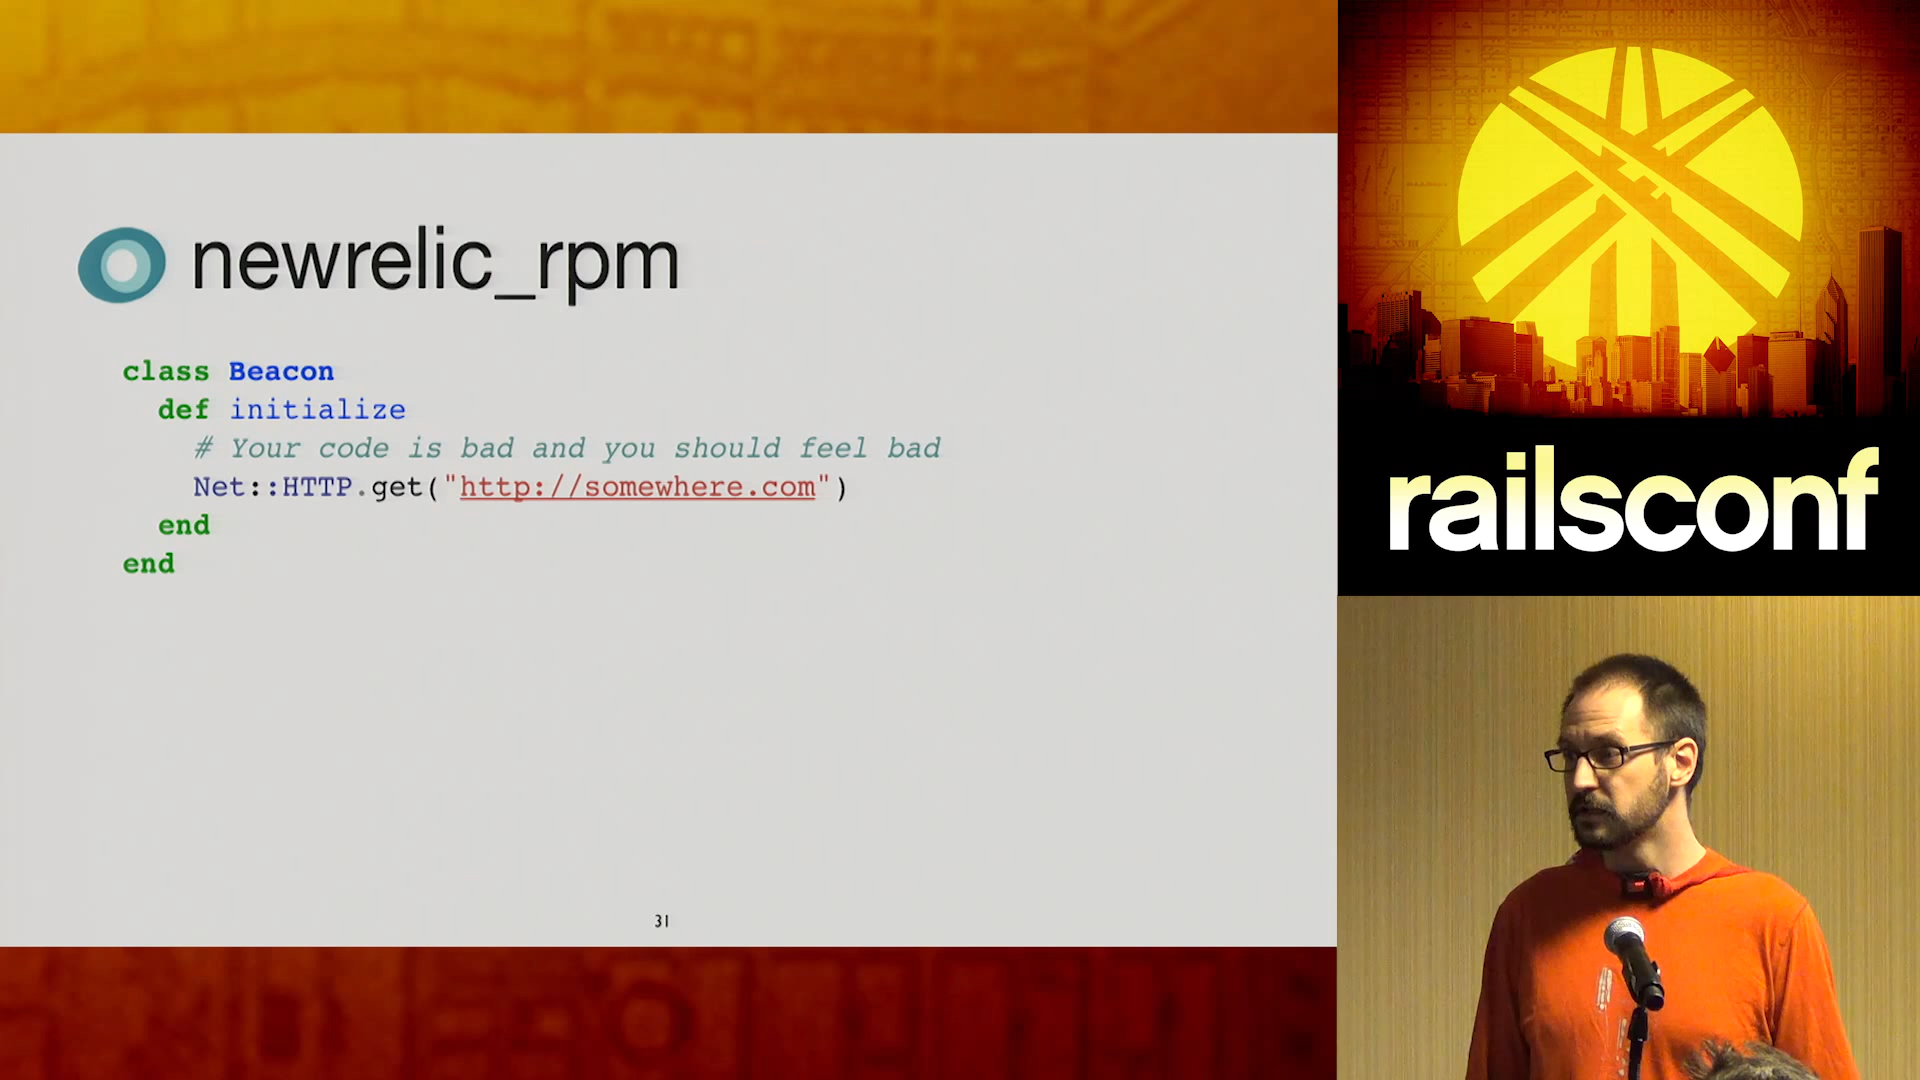 newrelic_rpm
class Beacon
def initialize
# Your code is bad and you should feel bad
Net::HTTP.get("http://somewhere.com")
end
end
31
railsconf